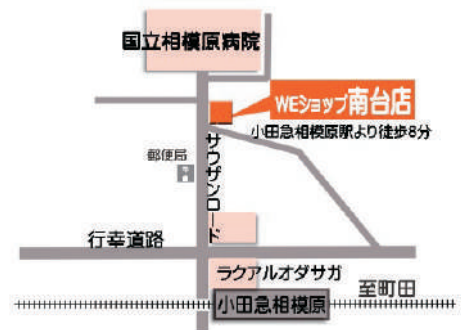 国立相模原病院
WEショップ南台店
小田急相模原駅より徒歩8分
郵便局
サウザンロード
行幸道路
ラクアルオダサガ
至町田
小田急相模原